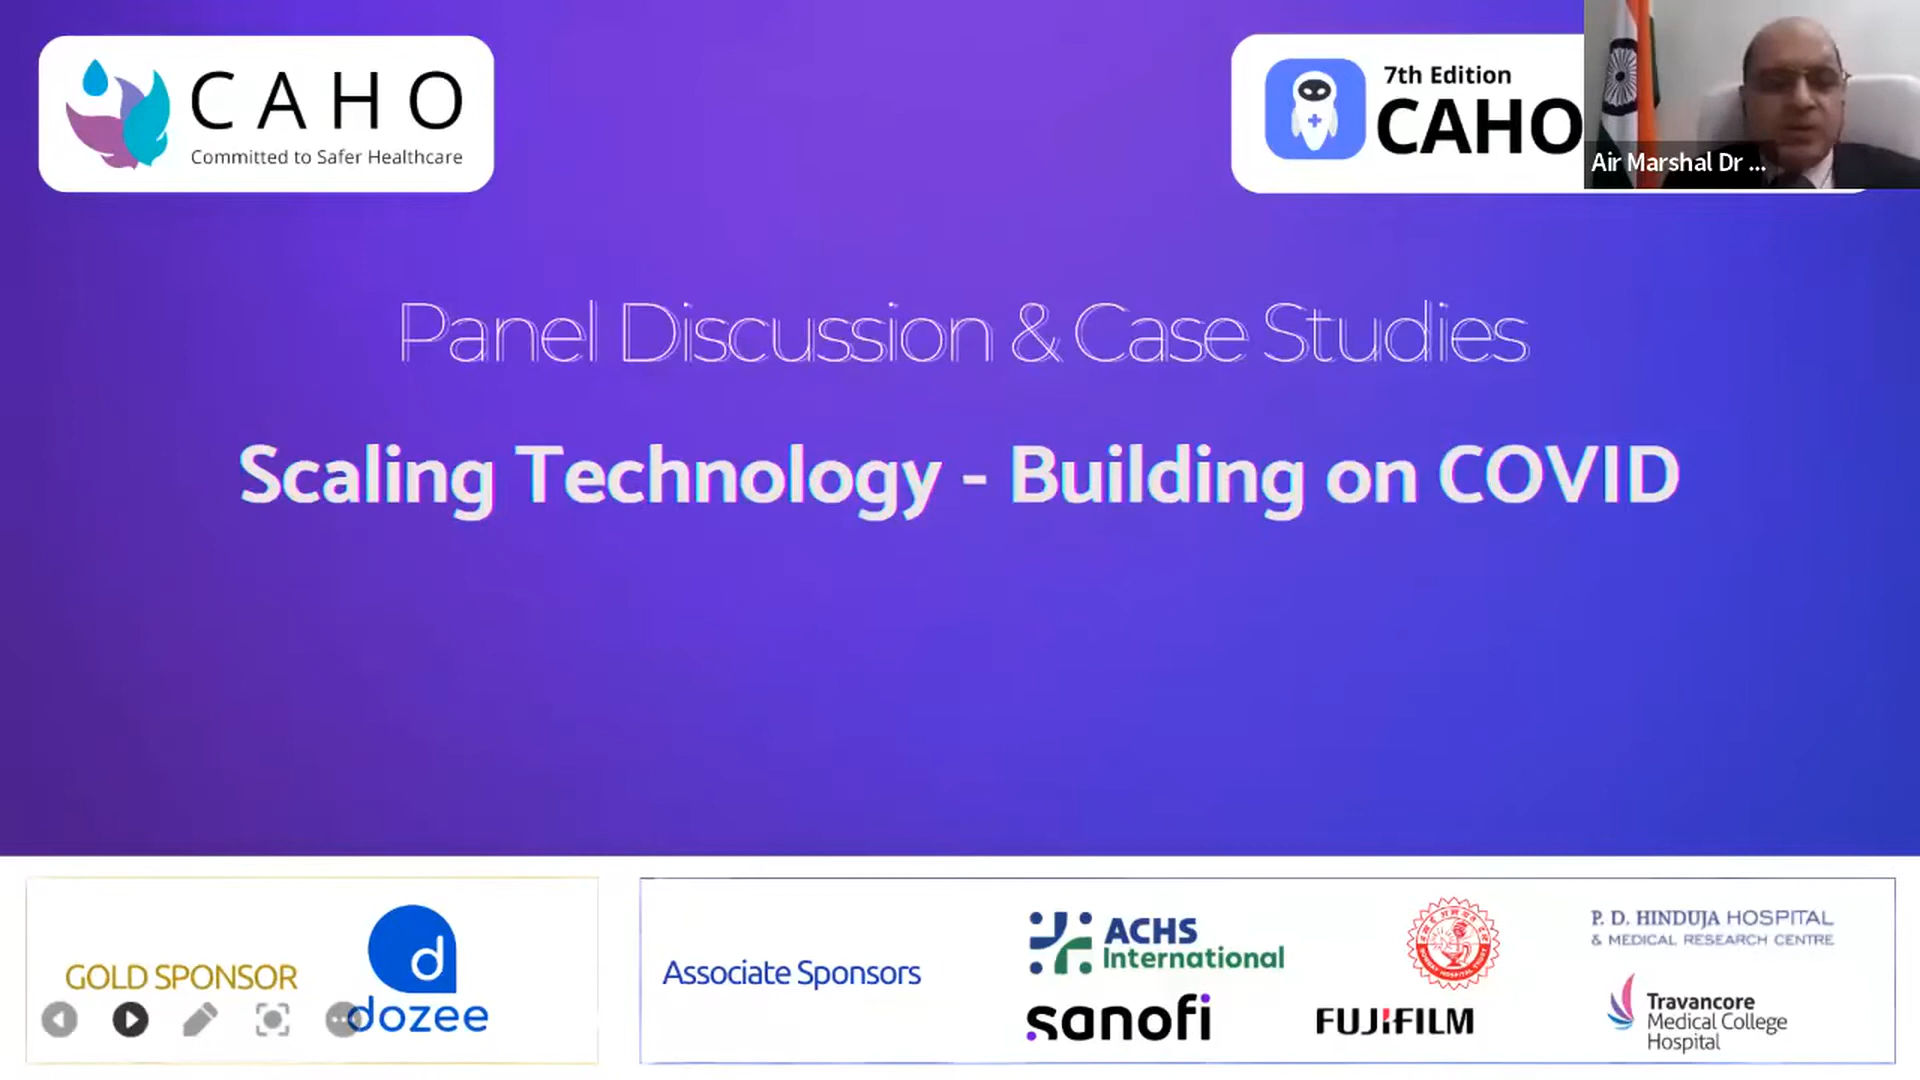 CAHO
Committed to Safer Healthcare
7th Edition
CAHO
Air Marshal Dr ...
Panel Discussion & Case Studies
Scaling Technology - Building on COVID
GOLD SPONSOR
d
dozee
Associate Sponsors
ACHS
International
sanofi
FUJIFILM
P. D. HINDUJA HOSPITAL
& MEDICAL RESEARCH CENTRE
Travancore
Medical College
Hospital